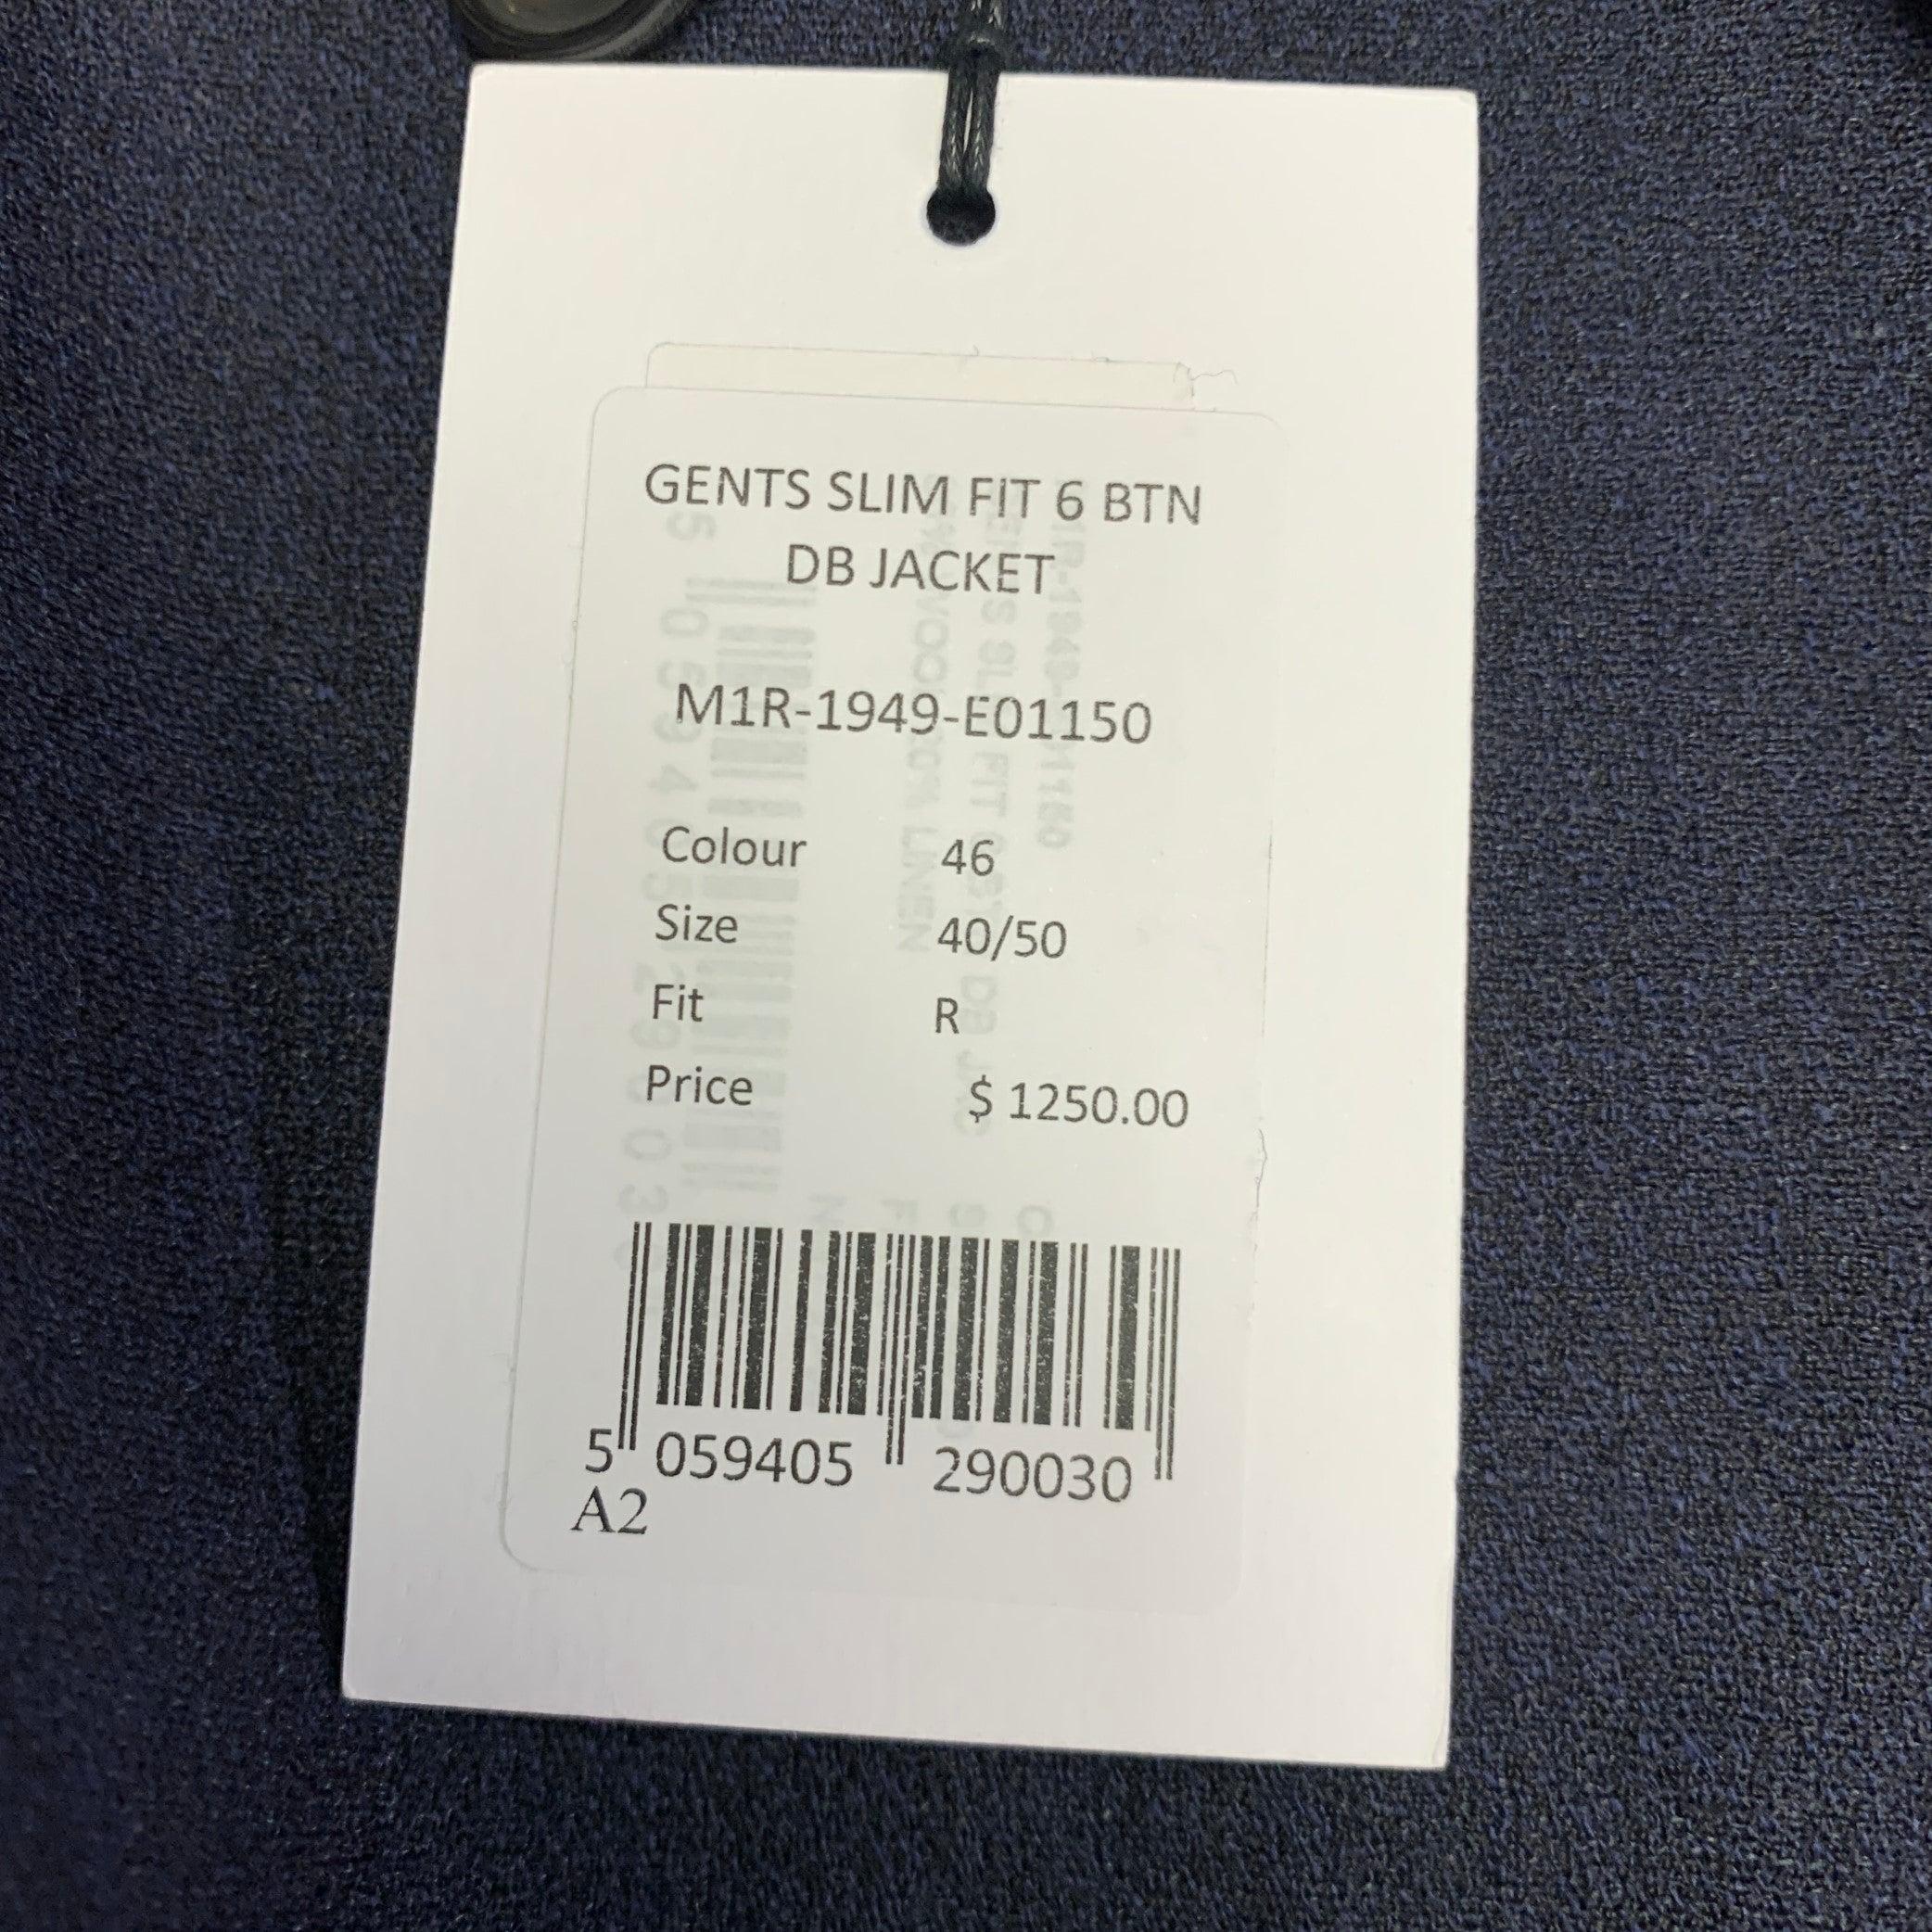 GENTS SLIM FIT 6 BTN
DB JACKET
M1R-1949-E01150
Colour 46
Size 40/50
Fit R
Price $ 1250.00
5 059405 290030
A2